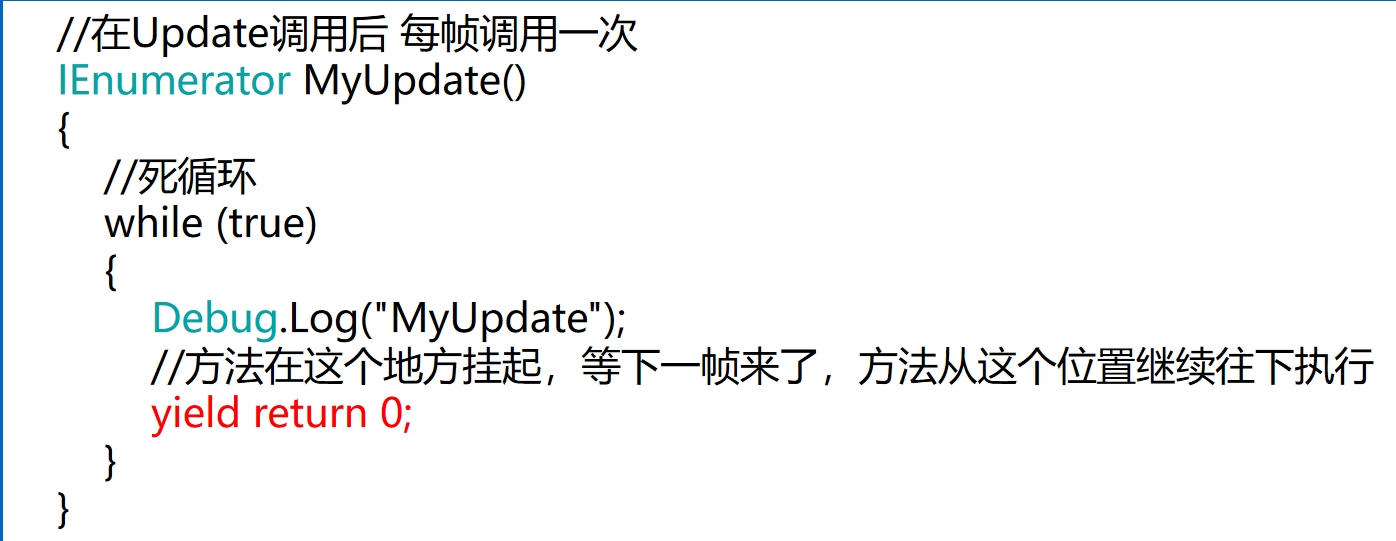 //在Update调用后 每帧调用一次
IEnumerator MyUpdate()
{
//死循环
while (true)
{
Debug.Log("MyUpdate");
//方法在这个地方挂起，等下一帧来了，方法从这个位置继续往下执行
yield return 0;
}
}